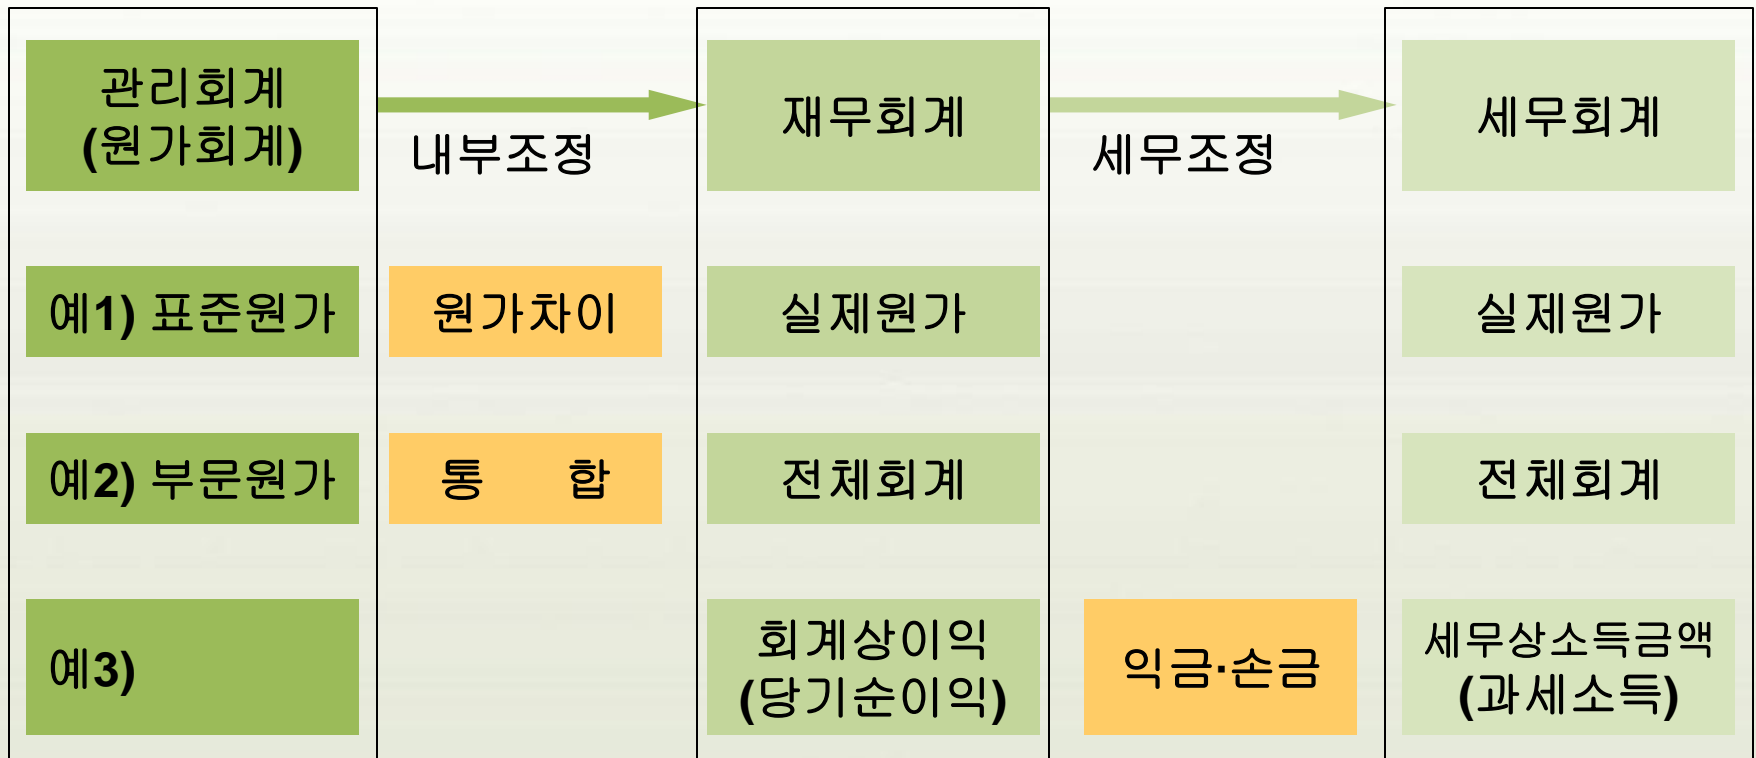 관리회계
(원가회계)
내부조정
재무회계
세무조정
세무회계
예1) 표준원가
원가차이
실제원가
실제원가
예2) 부문원가
통 합
전체회계
전체회계
예3)
회계상이익
(당기순이익)
익금·손금
세무상소득금액
(과세소득)